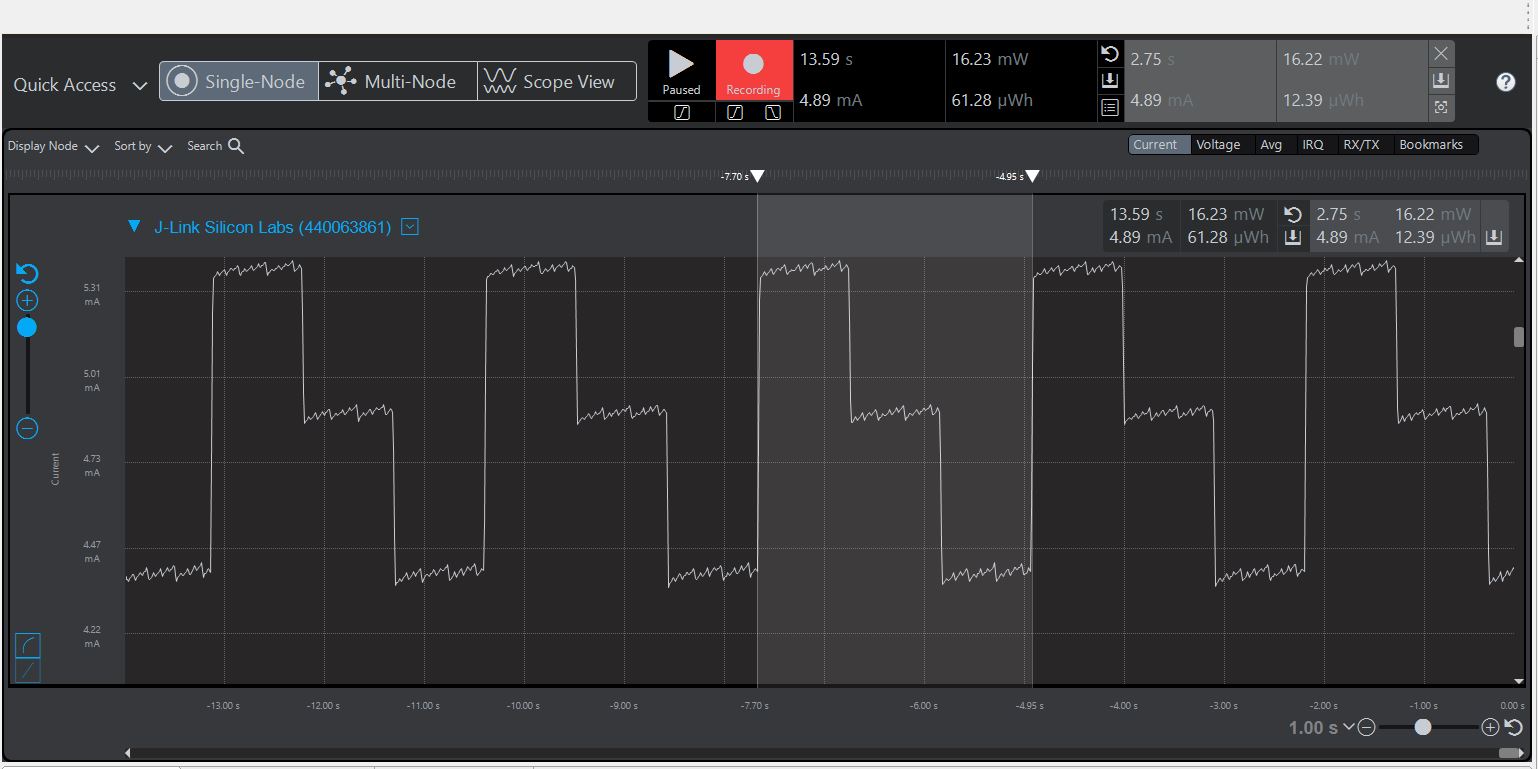 Quick Access
Single-Node
Multi-Node
Scope View
Paused
Recording
13.59 s
4.89 mA
16.23 mW
61.28 µWh
2.75 s
4.89 mA
16.22 mW
12.39 µWh
?
Display Node
Sort by
Search
Current
Voltage
Avg
IRQ
RX/TX
Bookmarks
-7.70 s
-4.95 s
J-Link Silicon Labs (440063861)
13.59 s 16.23 mW
4.89 mA 61.28 µWh
2.75 s 16.22 mW
4.89 mA 12.39 µWh
5.31
mA
5.01
mA
4.73
mA
4.47
mA
4.22
mA
Current
-13.00 s
-12.00 s
-11.00 s
-10.00 s
-9.00 s
-7.70 s
-6.00 s
-4.95 s
-4.00 s
-3.00 s
-2.00 s
-1.00 s
0.00 s
1.00 s